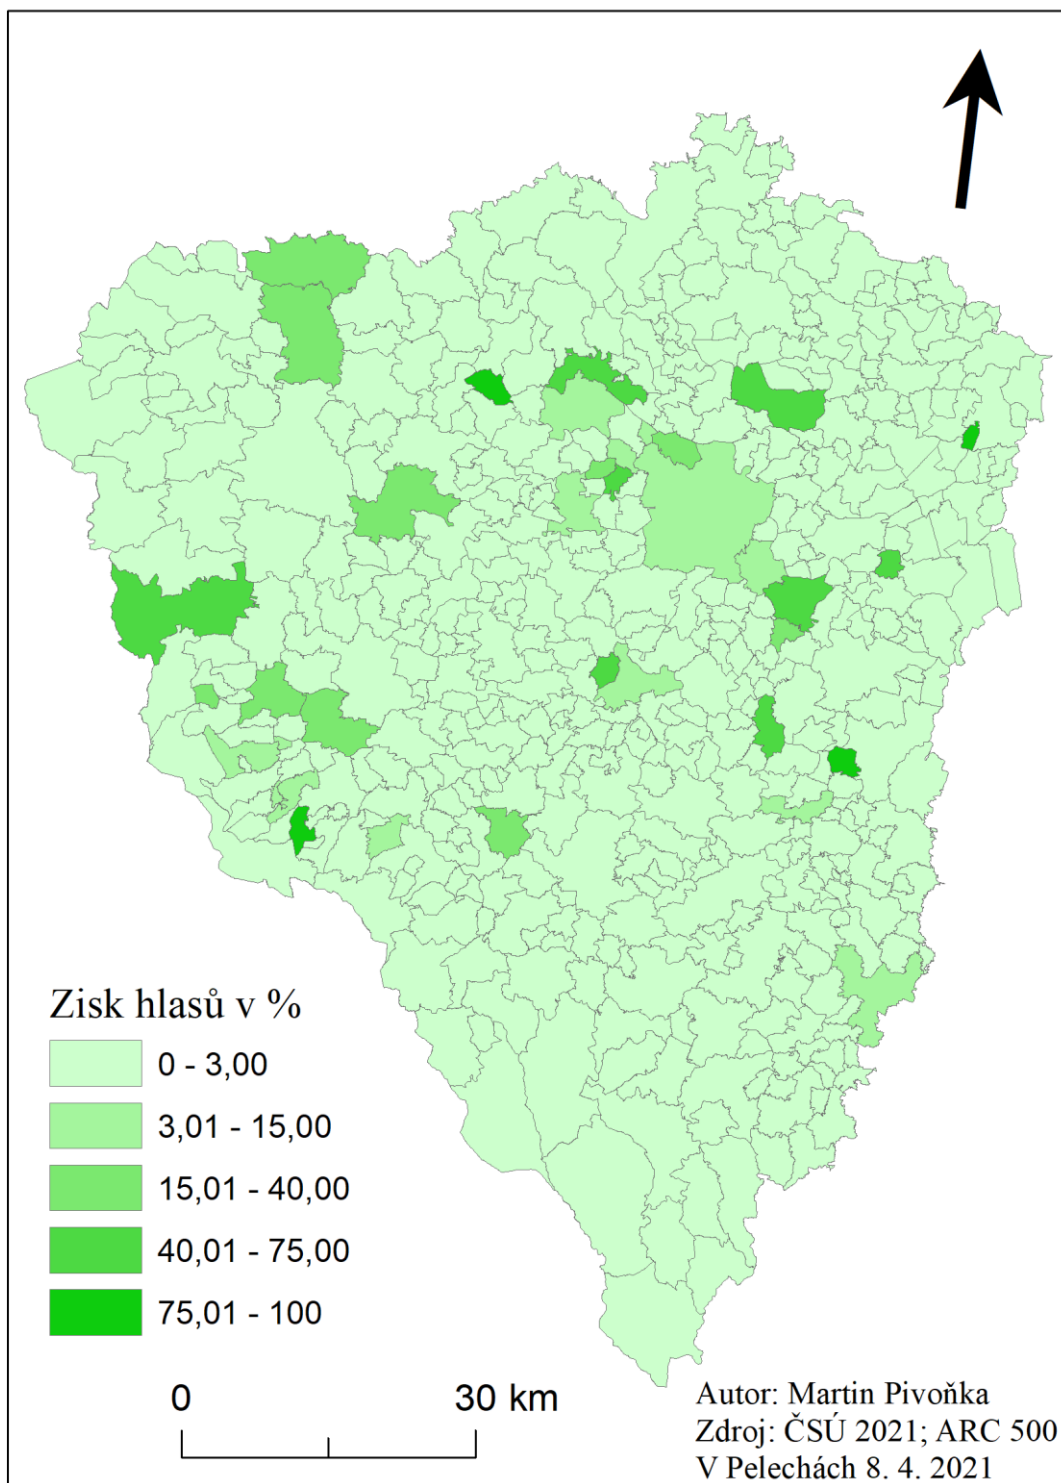 Zisk hlasů v %
0 - 3,00
3,01 - 15,00
15,01 - 40,00
40,01 - 75,00
75,01 - 100
0 30 km
Autor: Martin Pivoňka
Zdroj: ČSÚ 2021; ARC 500
V Pelechách 8. 4. 2021